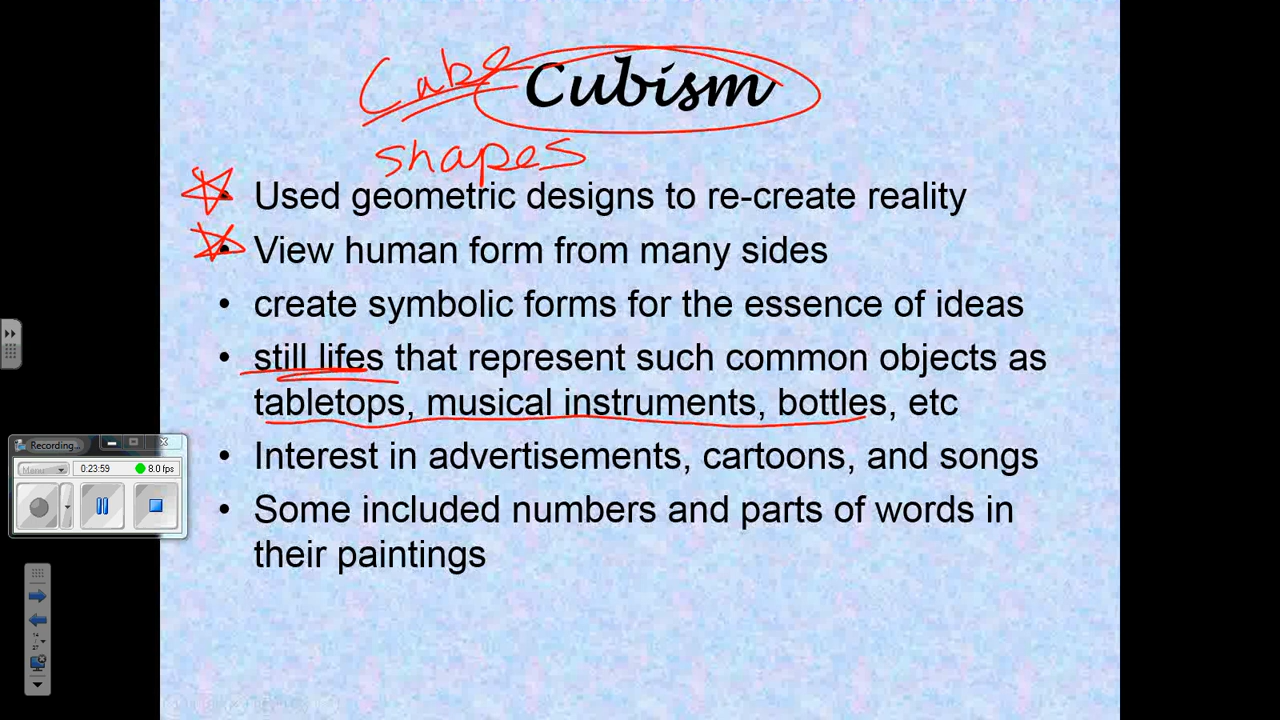 Cube Cubism
shapes
• Used geometric designs to re-create reality
• View human form from many sides
• create symbolic forms for the essence of ideas
• still lifes that represent such common objects as
tabletops, musical instruments, bottles, etc
• Interest in advertisements, cartoons, and songs
• Some included numbers and parts of words in
their paintings
Recording...
Menu
0:23:59
8.0 fps
14
/
27